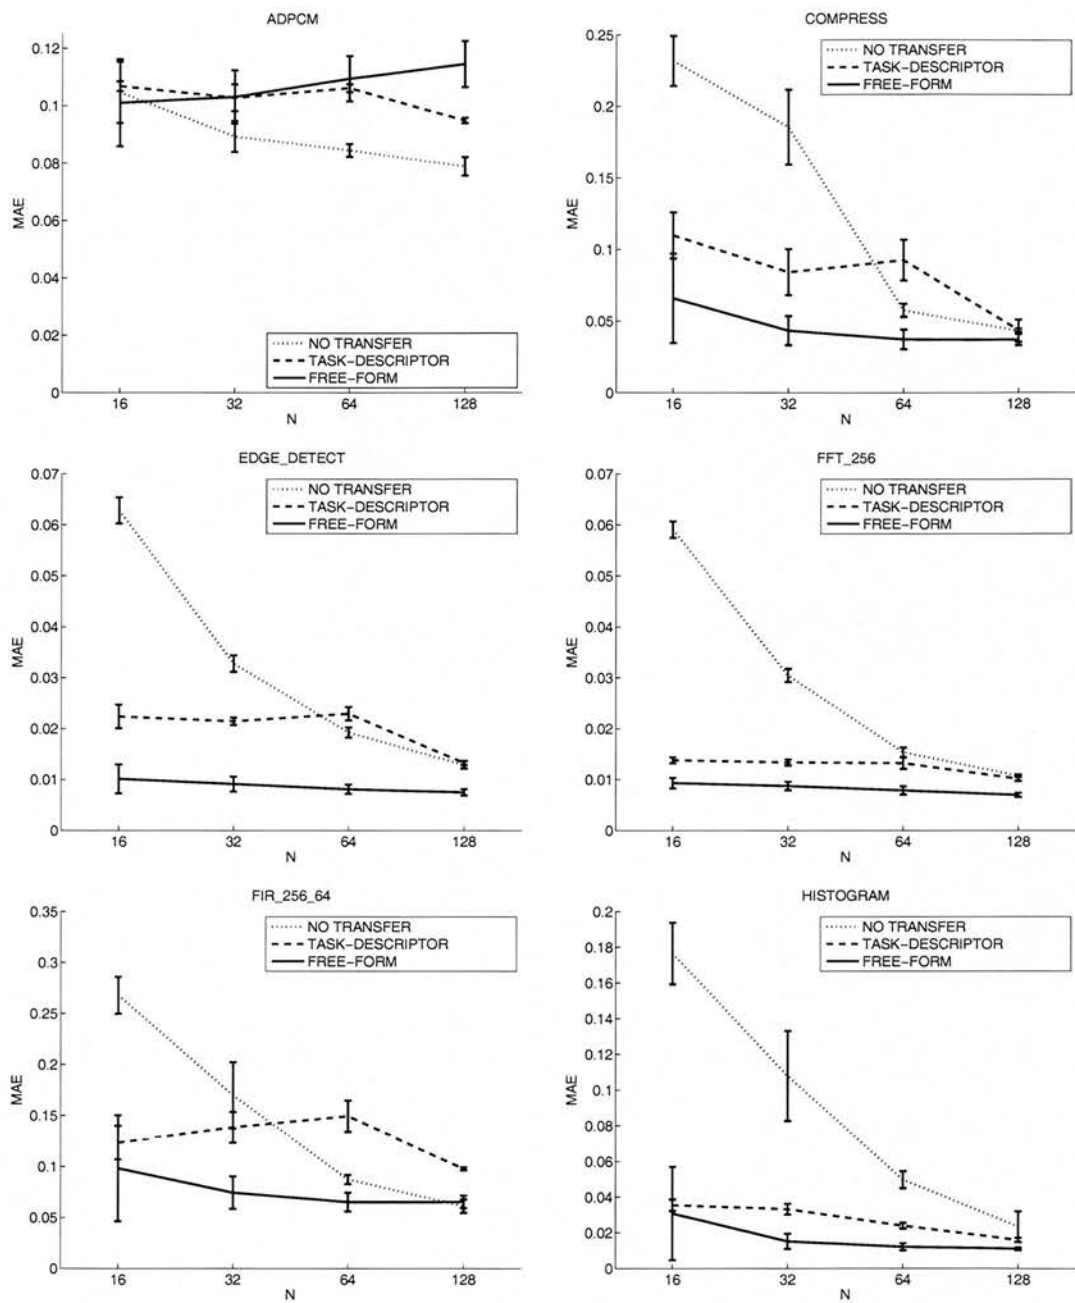 ADPCM
0.12
0.1
0.08
0.06
0.04
0.02
0
MAE
16 32 64 128
N
NO TRANSFER
TASK-DESCRIPTOR
FREE-FORM
COMPRESS
0.25
0.20
0.15
0.1
0.05
0
MAE
16 32 64 128
N
NO TRANSFER
TASK-DESCRIPTOR
FREE-FORM
EDGE_DETECT
0.07
0.06
0.05
0.04
0.03
0.02
0.01
0
MAE
16 32 64 128
N
NO TRANSFER
TASK-DESCRIPTOR
FREE-FORM
FFT_256
0.07
0.06
0.05
0.04
0.03
0.02
0.01
0
MAE
16 32 64 128
N
NO TRANSFER
TASK-DESCRIPTOR
FREE-FORM
FIR_256_64
0.35
0.3
0.25
0.2
0.15
0.1
0.05
0
MAE
16 32 64 128
N
NO TRANSFER
TASK-DESCRIPTOR
FREE-FORM
HISTOGRAM
0.2
0.18
0.16
0.14
0.12
0.1
0.08
0.06
0.04
0.02
0
MAE
16 32 64 128
N
NO TRANSFER
TASK-DESCRIPTOR
FREE-FORM